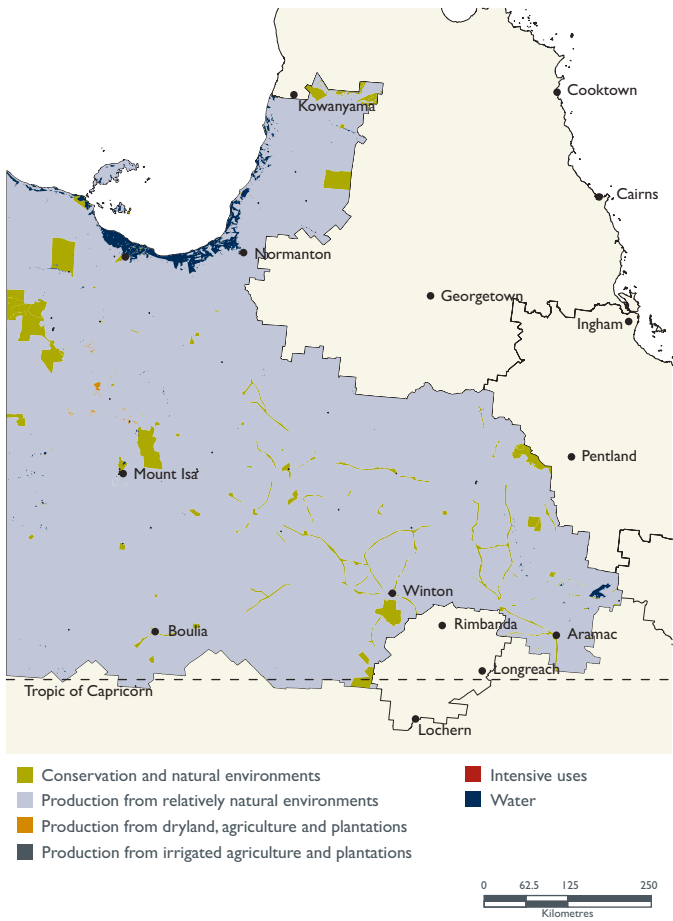 Cooktown
Kowanyama
Cairns
Normanton
Georgetown
Ingham
Pentland
Mount Isa
Winton
Rimbanda
Boulia
Aramac
Longreach
Tropic of Capricorn
Lochern
Conservation and natural environments
Production from relatively natural environments
Production from dryland, agriculture and plantations
Production from irrigated agriculture and plantations
Intensive uses
Water
0 62.5 125 250
Kilometres